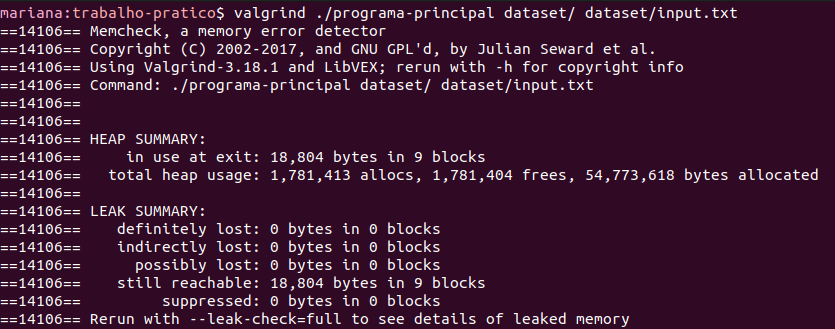 mariana:trabalho-pratico$ valgrind ./programa-principal dataset/ dataset/input.txt
==14106== Memcheck, a memory error detector
==14106== Copyright (C) 2002-2017, and GNU GPL'd, by Julian Seward et al.
==14106== Using Valgrind-3.18.1 and LibVEX; rerun with -h for copyright info
==14106== Command: ./programa-principal dataset/ dataset/input.txt
==14106==
==14106==
==14106== HEAP SUMMARY:
==14106==     in use at exit: 18,804 bytes in 9 blocks
==14106==   total heap usage: 1,781,413 allocs, 1,781,404 frees, 54,773,618 bytes allocated
==14106==
==14106== LEAK SUMMARY:
==14106==    definitely lost: 0 bytes in 0 blocks
==14106==    indirectly lost: 0 bytes in 0 blocks
==14106==      possibly lost: 0 bytes in 0 blocks
==14106==    still reachable: 18,804 bytes in 9 blocks
==14106==         suppressed: 0 bytes in 0 blocks
==14106== Rerun with --leak-check=full to see details of leaked memory